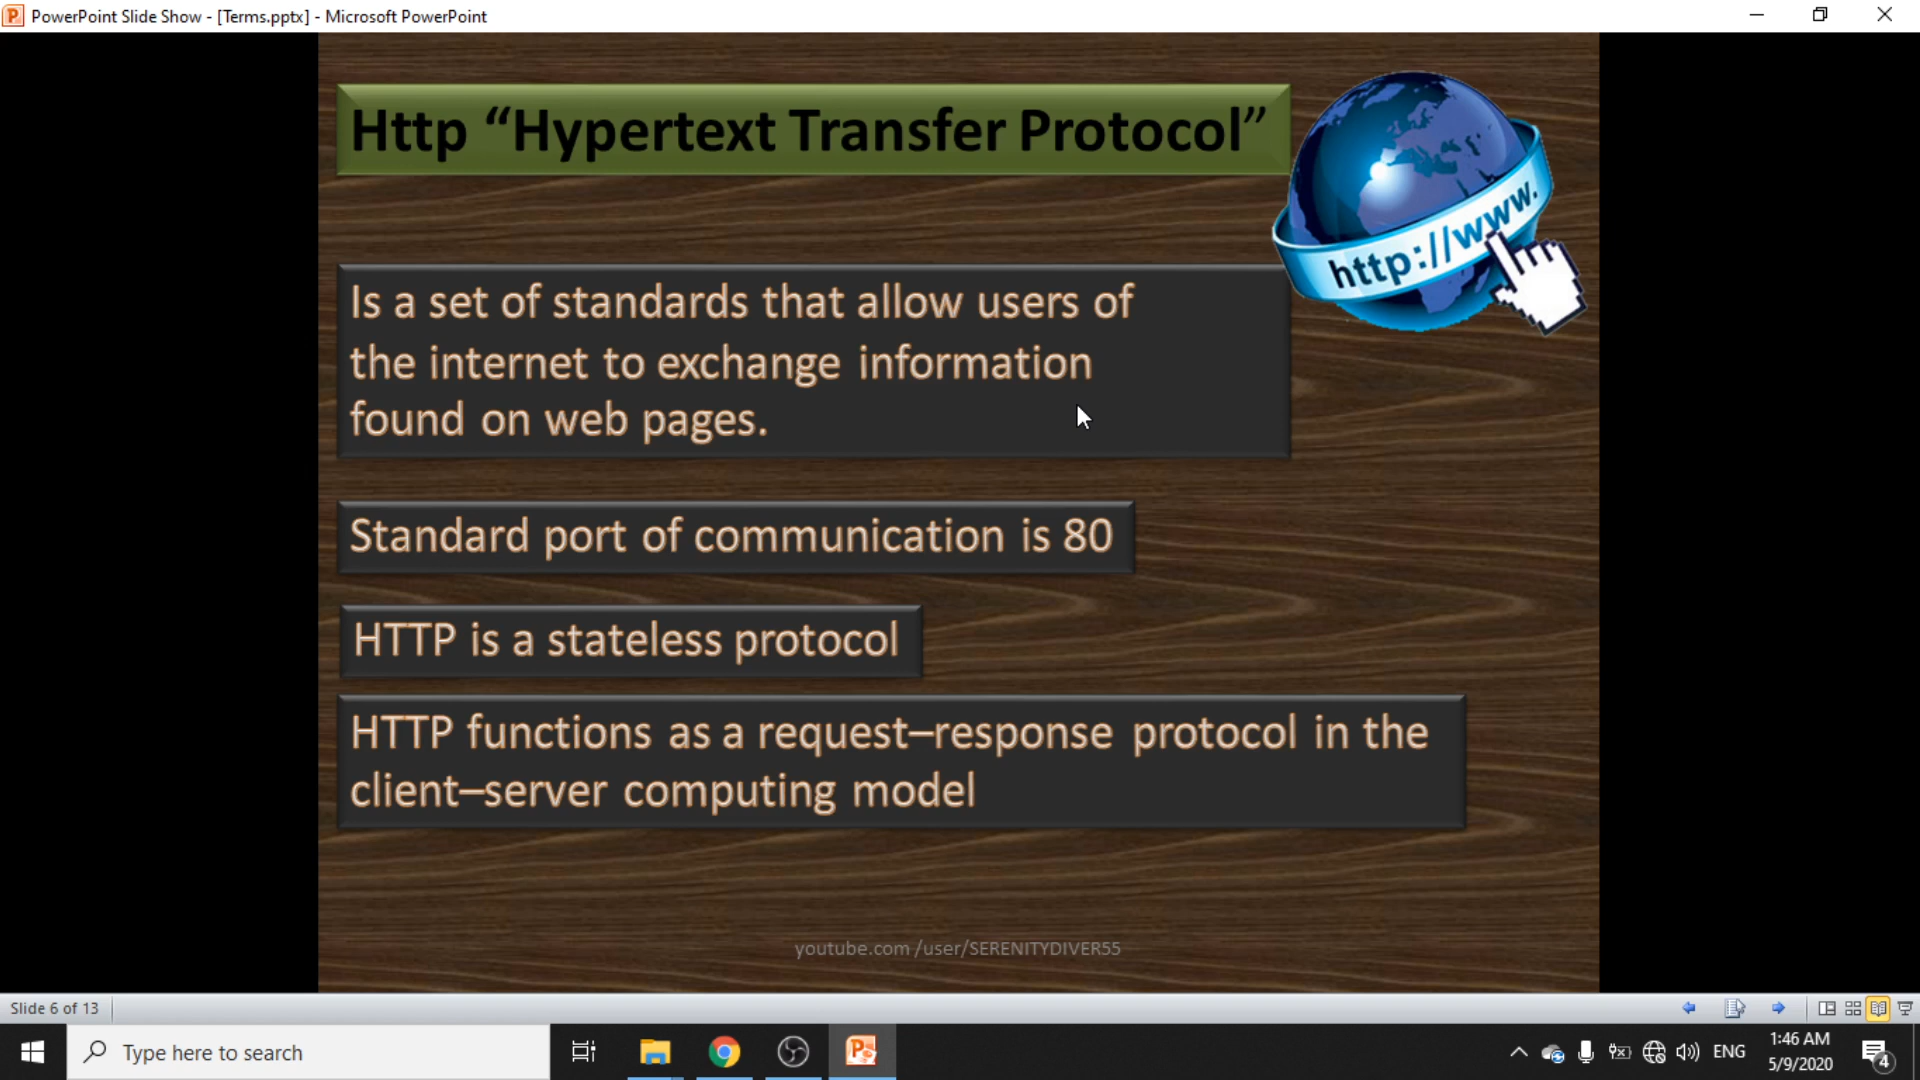 PowerPoint Slide Show - [Terms.pptx] - Microsoft PowerPoint
Http “Hypertext Transfer Protocol”
http://www.
Is a set of standards that allow users of
the internet to exchange information
found on web pages.
Standard port of communication is 80
HTTP is a stateless protocol
HTTP functions as a request–response protocol in the
client–server computing model
youtube.com /user/SERENITYDIVER55
Slide 6 of 13
Type here to search
ENG
1:46 AM
5/9/2020
4